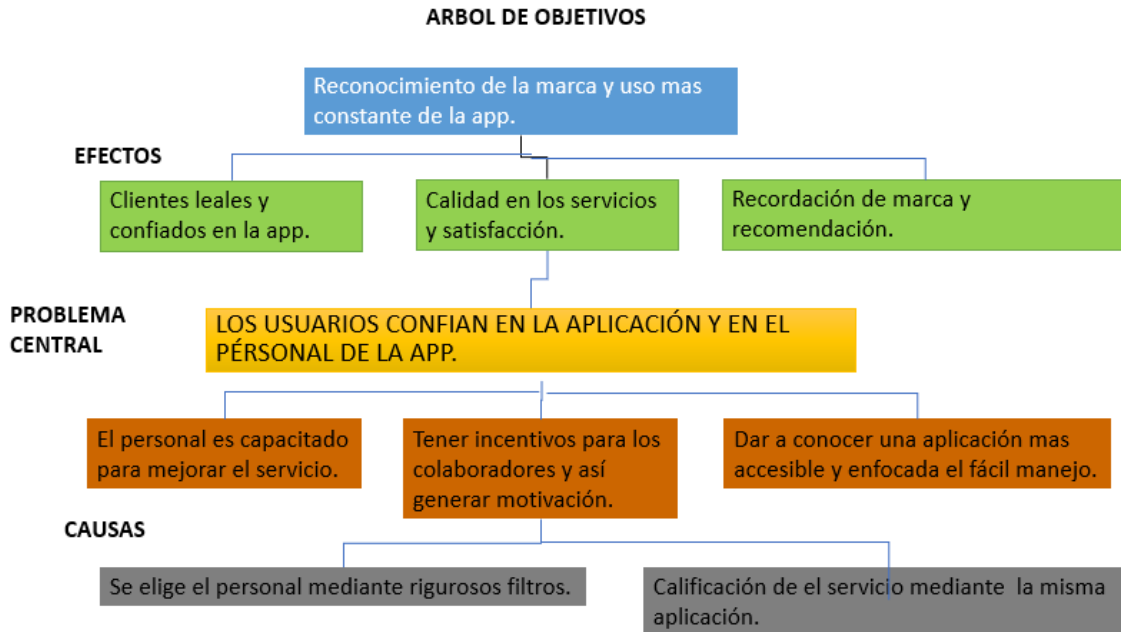 ARBOL DE OBJETIVOS
Reconocimiento de la marca y uso mas
constante de la app.
EFECTOS
Clientes leales y
confiados en la app.
Calidad en los servicios
y satisfacción.
Recordación de marca y
recomendación.
PROBLEMA
CENTRAL
LOS USUARIOS CONFIAN EN LA APLICACIÓN Y EN EL
PÉRSONAL DE LA APP.
El personal es capacitado
para mejorar el servicio.
Tener incentivos para los
colaboradores y así
generar motivación.
Dar a conocer una aplicación mas
accesible y enfocada el fácil manejo.
CAUSAS
Se elige el personal mediante rigurosos filtros.
Calificación de el servicio mediante la misma
aplicación.